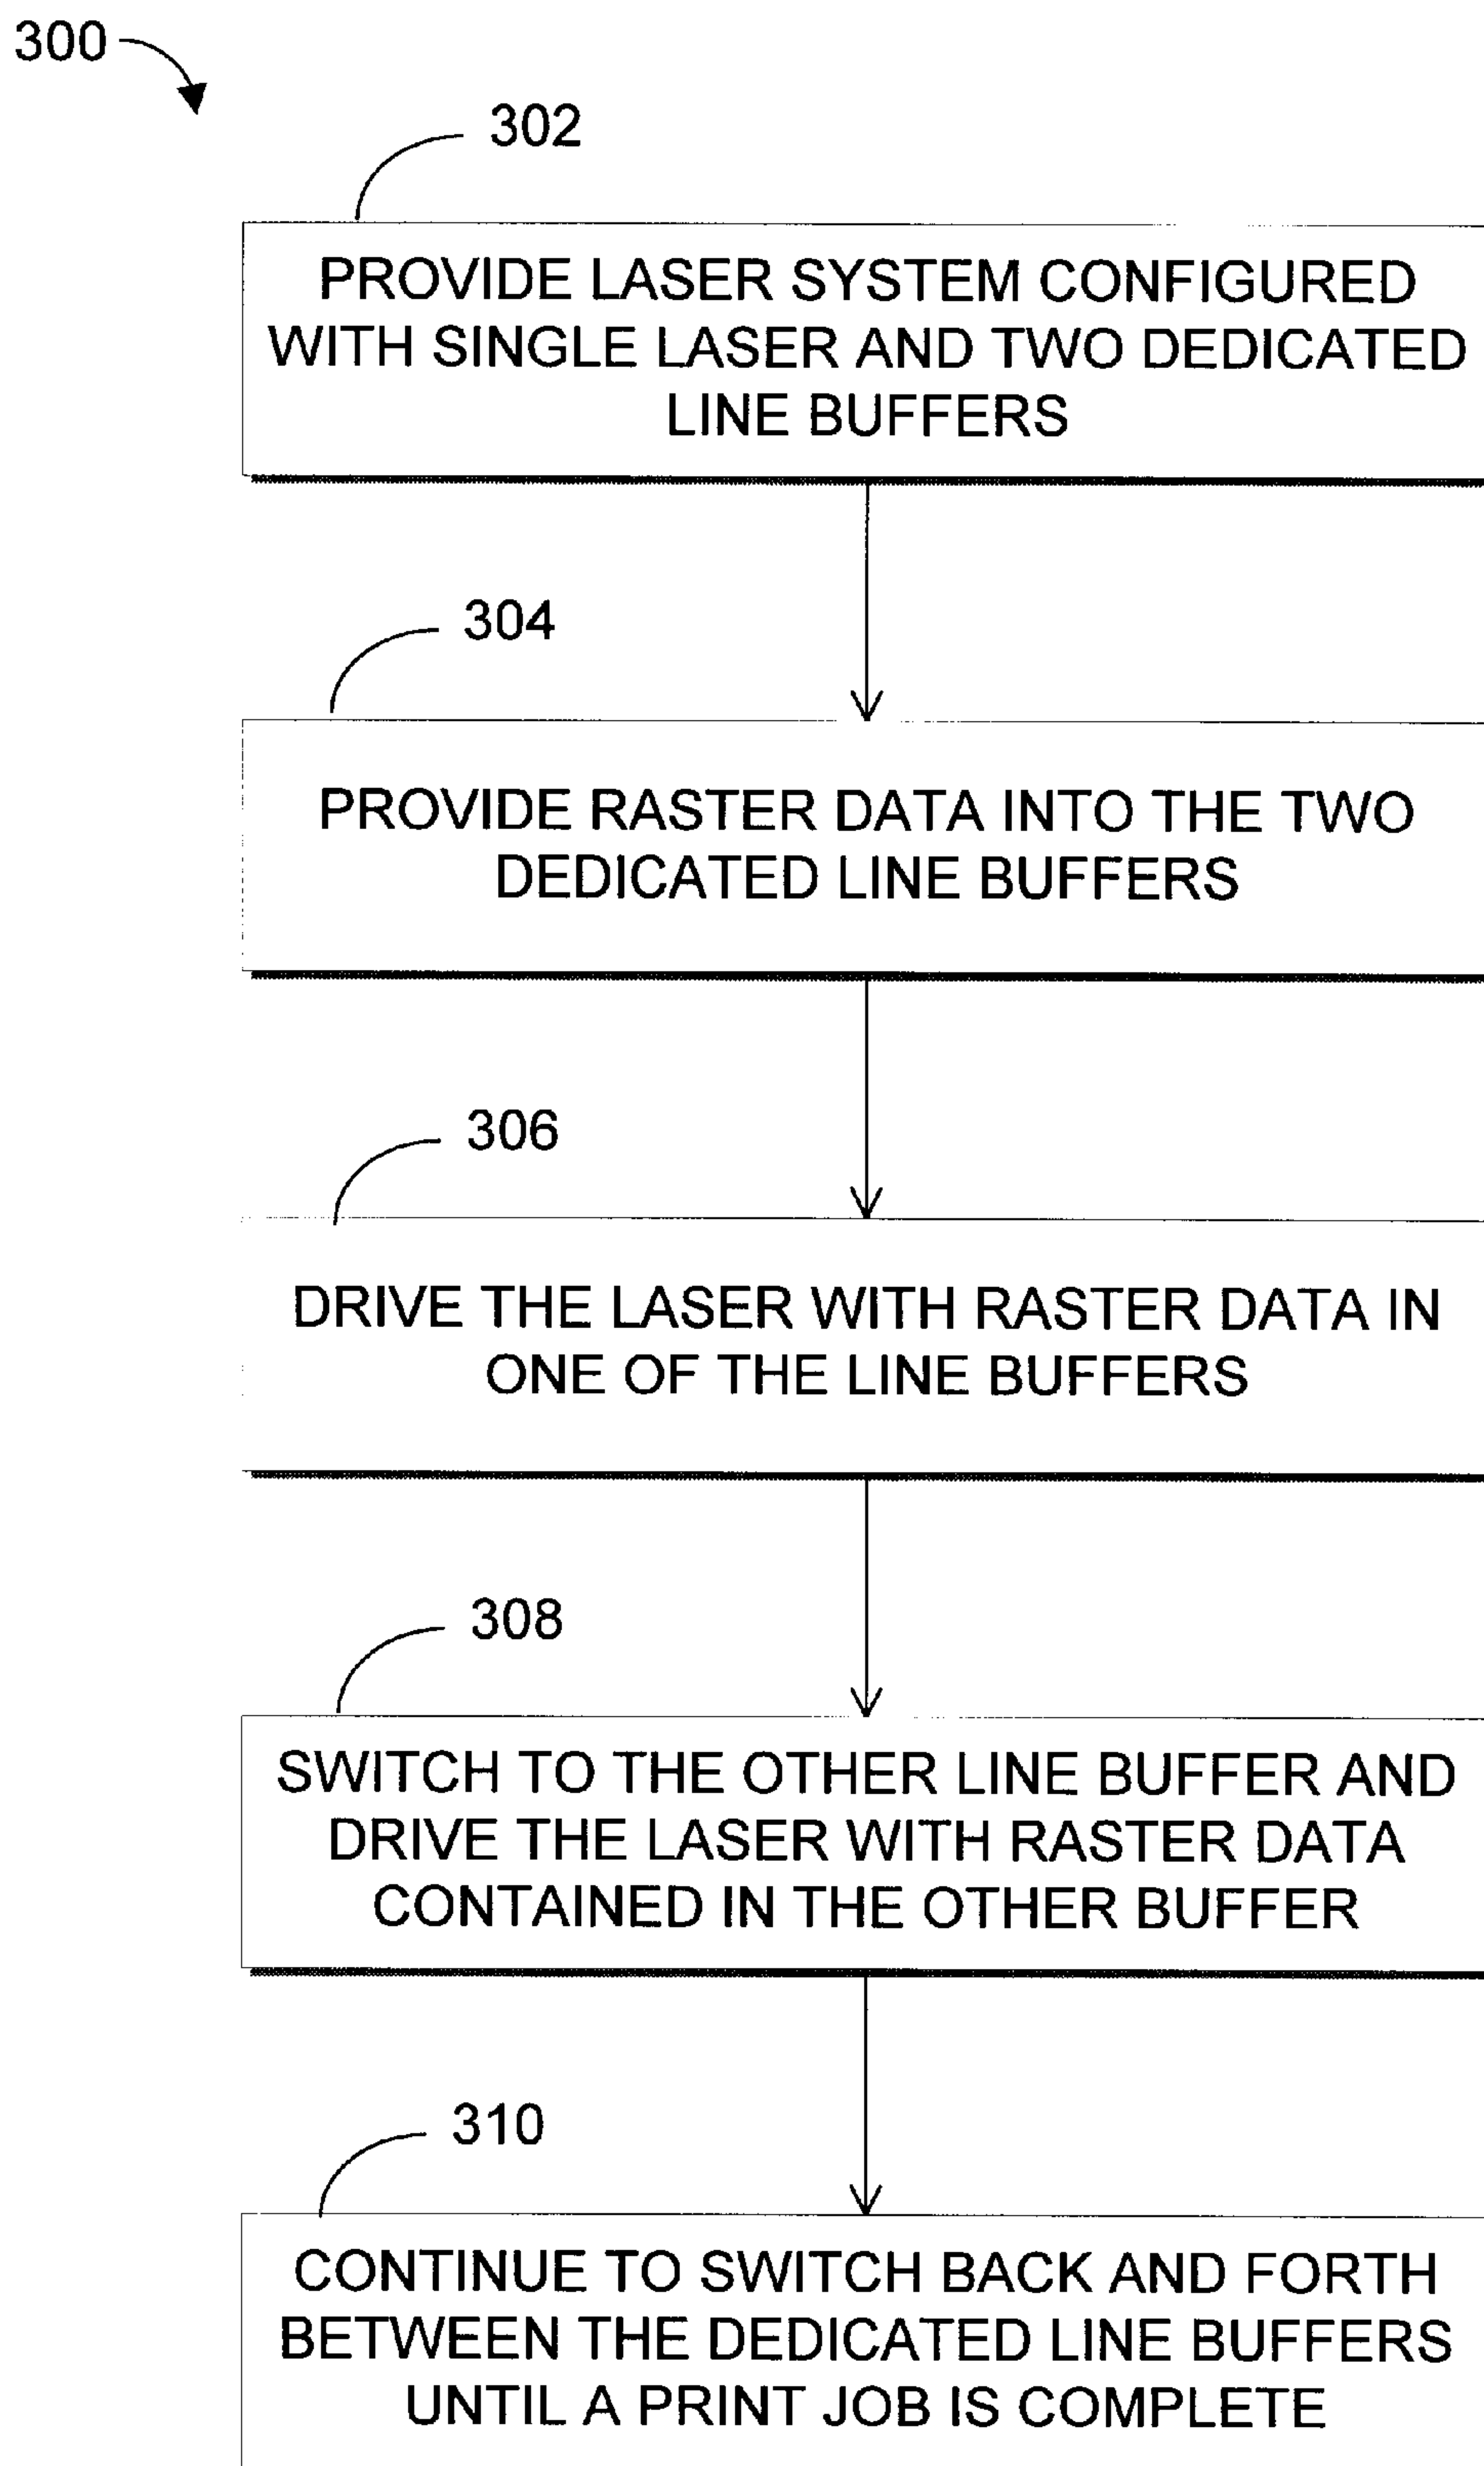 300
302
PROVIDE LASER SYSTEM CONFIGURED
WITH SINGLE LASER AND TWO DEDICATED
LINE BUFFERS
304
PROVIDE RASTER DATA INTO THE TWO
DEDICATED LINE BUFFERS
306
DRIVE THE LASER WITH RASTER DATA IN
ONE OF THE LINE BUFFERS
308
SWITCH TO THE OTHER LINE BUFFER AND
DRIVE THE LASER WITH RASTER DATA
CONTAINED IN THE OTHER BUFFER
310
CONTINUE TO SWITCH BACK AND FORTH
BETWEEN THE DEDICATED LINE BUFFERS
UNTIL A PRINT JOB IS COMPLETE